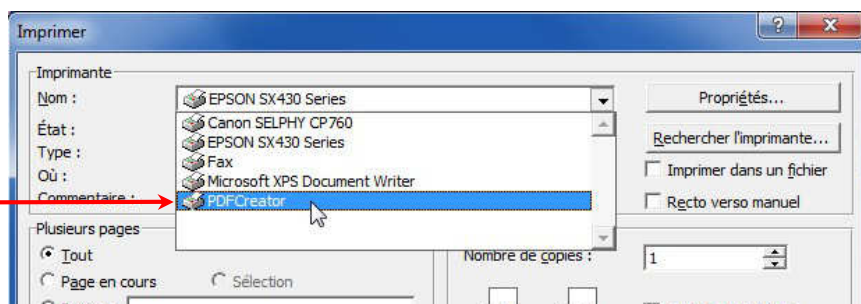 Imprimer
Imprimante
Nom :
EPSON SX430 Series
Propriétés...
État :
Canon SELPHY CP760
EPSON SX430 Series
Rechercher l'imprimante...
Type :
Fax
Où :
Microsoft XPS Document Writer
Imprimer dans un fichier
Commentaire :
PDFCreator
Recto verso manuel
Plusieurs pages
Tout
Nombre de copies :
1
Page en cours
Sélection